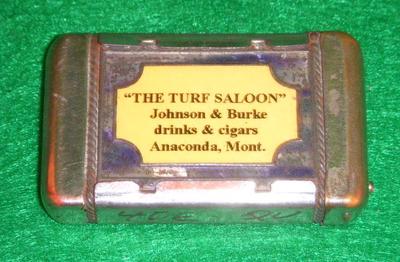 "THE TURF SALOON"
Johnson & Burke
drinks & cigars
Anaconda, Mont.